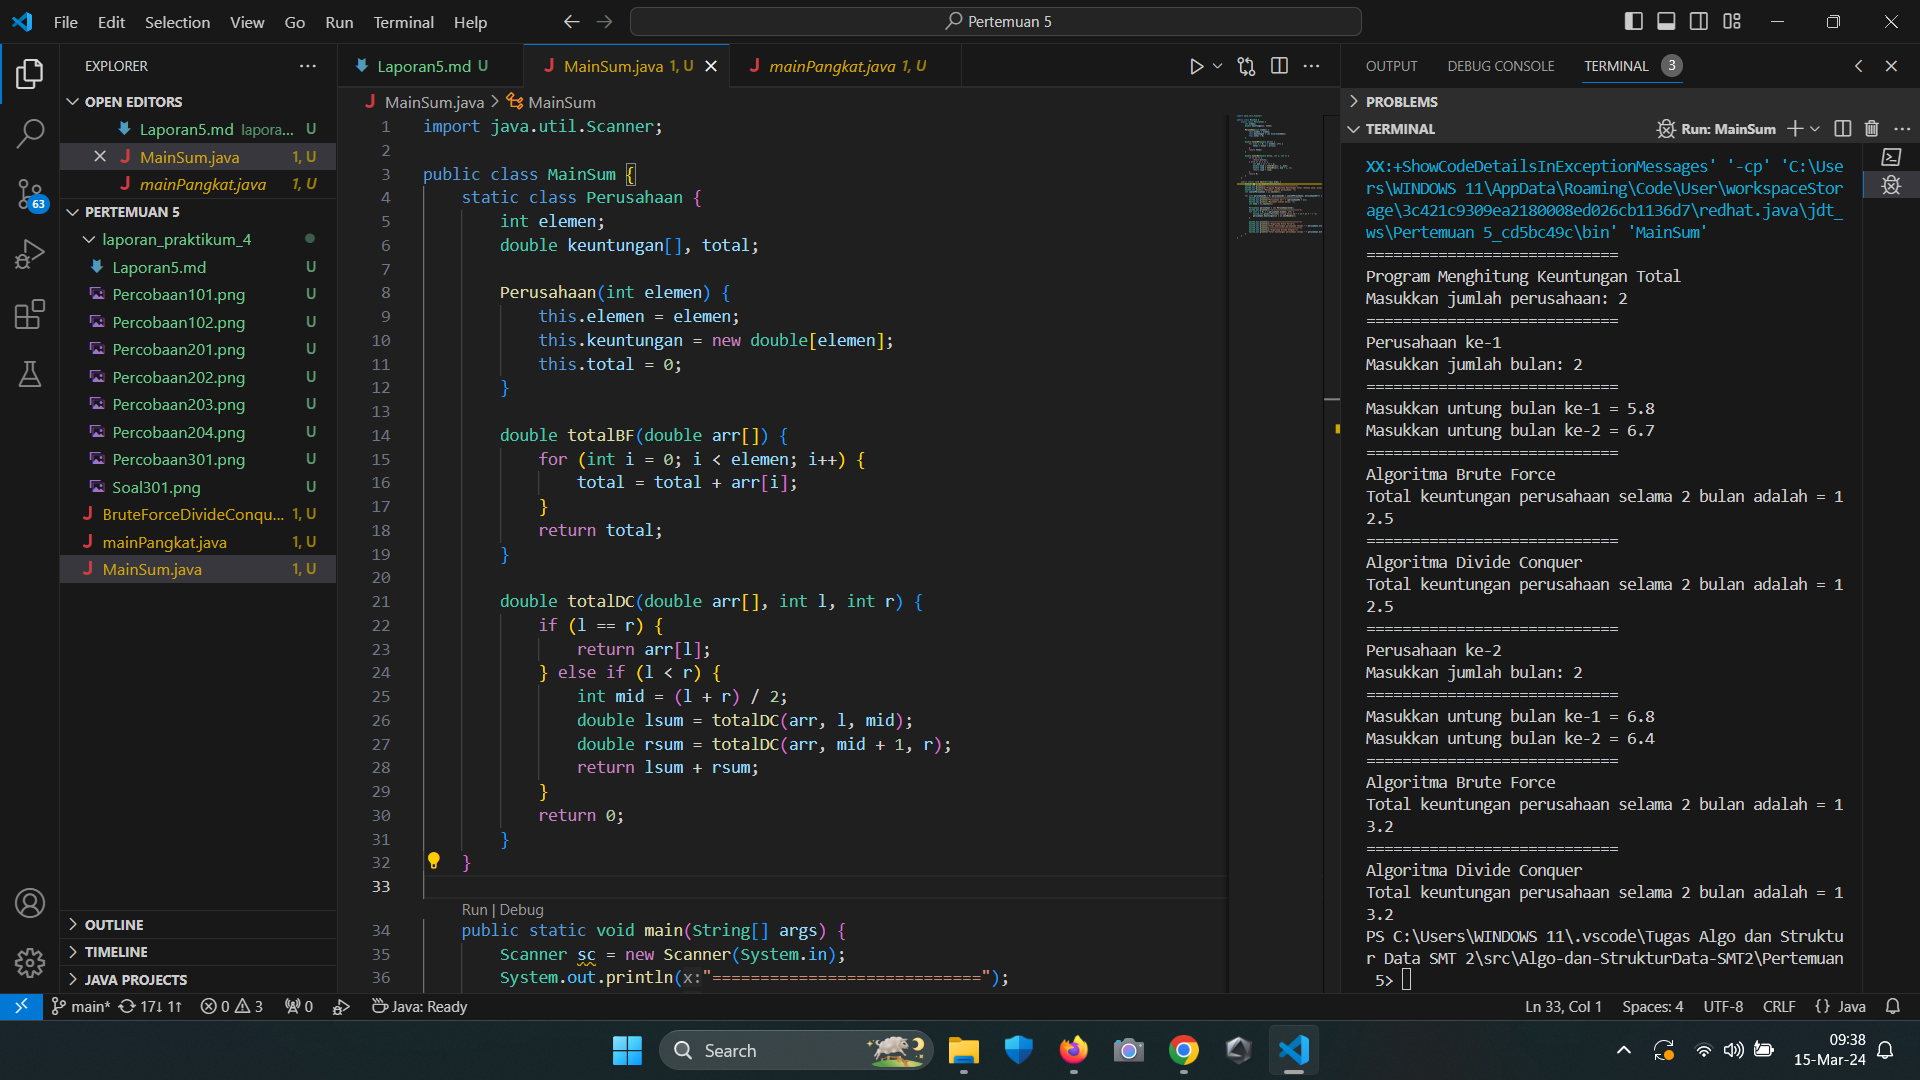 File Edit Selection View Go Run Terminal Help
Pertemuan 5
EXPLORER
OPEN EDITORS
Laporan5.md lapora... U
MainSum.java 1, U
mainPangkat.java 1, U
PERTEMUAN 5
laporan_praktikum_4
Laporan5.md U
Percobaan101.png U
Percobaan102.png U
Percobaan201.png U
Percobaan202.png U
Percobaan203.png U
Percobaan204.png U
Percobaan301.png U
Soal301.png U
BruteForceDivideConqu... 1, U
mainPangkat.java 1, U
MainSum.java 1, U
OUTLINE
TIMELINE
JAVA PROJECTS
63
Laporan5.md U
MainSum.java 1, U
mainPangkat.java 1, U
MainSum.java > MainSum
1 import java.util.Scanner;
2
3 public class MainSum {
4 static class Perusahaan {
5 int elemen;
6 double keuntungan[], total;
7
8 Perusahaan(int elemen) {
9 this.elemen = elemen;
10 this.keuntungan = new double[elemen];
11 this.total = 0;
12 }
13
14 double totalBF(double arr[]) {
15 for (int i = 0; i < elemen; i++) {
16 total = total + arr[i];
17 }
18 return total;
19 }
20
21 double totalDC(double arr[], int l, int r) {
22 if (l == r) {
23 return arr[l];
24 } else if (l < r) {
25 int mid = (l + r) / 2;
26 double lsum = totalDC(arr, l, mid);
27 double rsum = totalDC(arr, mid + 1, r);
28 return lsum + rsum;
29 }
30 return 0;
31 }
32 }
33
Run | Debug
34 public static void main(String[] args) {
35 Scanner sc = new Scanner(System.in);
36 System.out.println(x:"============================");
OUTPUT DEBUG CONSOLE TERMINAL 3
PROBLEMS
TERMINAL
Run: MainSum
XX:+ShowCodeDetailsInExceptionMessages' '-cp' 'C:\Use
rs\WINDOWS 11\AppData\Roaming\Code\User\workspaceStor
age\3c421c9309ea2180008ed026cb1136d7\redhat.java\jdt_
ws\Pertemuan 5_cd5bc49c\bin' 'MainSum'
============================
Program Menghitung Keuntungan Total
Masukkan jumlah perusahaan: 2
============================
Perusahaan ke-1
Masukkan jumlah bulan: 2
============================
Masukkan untung bulan ke-1 = 5.8
Masukkan untung bulan ke-2 = 6.7
============================
Algoritma Brute Force
Total keuntungan perusahaan selama 2 bulan adalah = 1
2.5
============================
Algoritma Divide Conquer
Total keuntungan perusahaan selama 2 bulan adalah = 1
2.5
============================
Perusahaan ke-2
Masukkan jumlah bulan: 2
============================
Masukkan untung bulan ke-1 = 6.8
Masukkan untung bulan ke-2 = 6.4
============================
Algoritma Brute Force
Total keuntungan perusahaan selama 2 bulan adalah = 1
3.2
============================
Algoritma Divide Conquer
Total keuntungan perusahaan selama 2 bulan adalah = 1
3.2
PS C:\Users\WINDOWS 11\.vscode\Tugas Algo dan Struktu
r Data SMT 2\src\Algo-dan-StrukturData-SMT2\Pertemuan
5>
main* 17↓ 1↑ 0 3 0 Java: Ready
Ln 33, Col 1 Spaces: 4 UTF-8 CRLF {} Java
Search
09:38
15-Mar-24